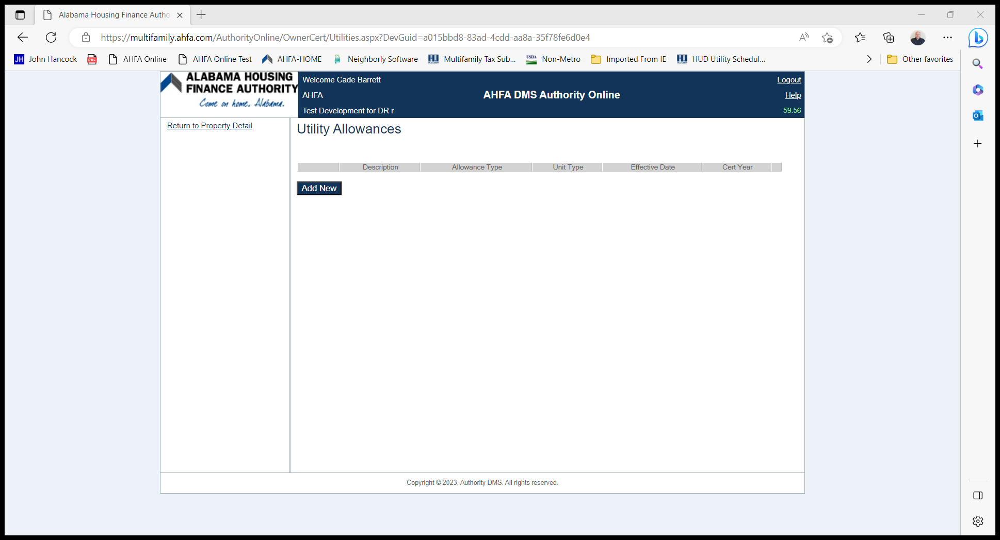 Alabama Housing Finance Autho
https://multifamily.ahfa.com/AuthorityOnline/OwnerCert/Utilities.aspx?DevGuid=a015bbd8-83ad-4cdd-aa8a-35f78fe6d0e4
JH John Hancock PDF AHFA Online AHFA Online Test AHFA-HOME Neighborly Software Multifamily Tax Sub... USDA Non-Metro Imported From IE HUD Utility Schedul... Other favorites
ALABAMA HOUSING
FINANCE AUTHORITY
Come on home. Alabama.
Welcome Cade Barrett
Logout
AHFA
AHFA DMS Authority Online
Help
Test Development for DR r
59:56
Return to Property Detail
Utility Allowances
Description Allowance Type Unit Type Effective Date Cert Year
Add New
Copyright © 2023, Authority DMS. All rights reserved.